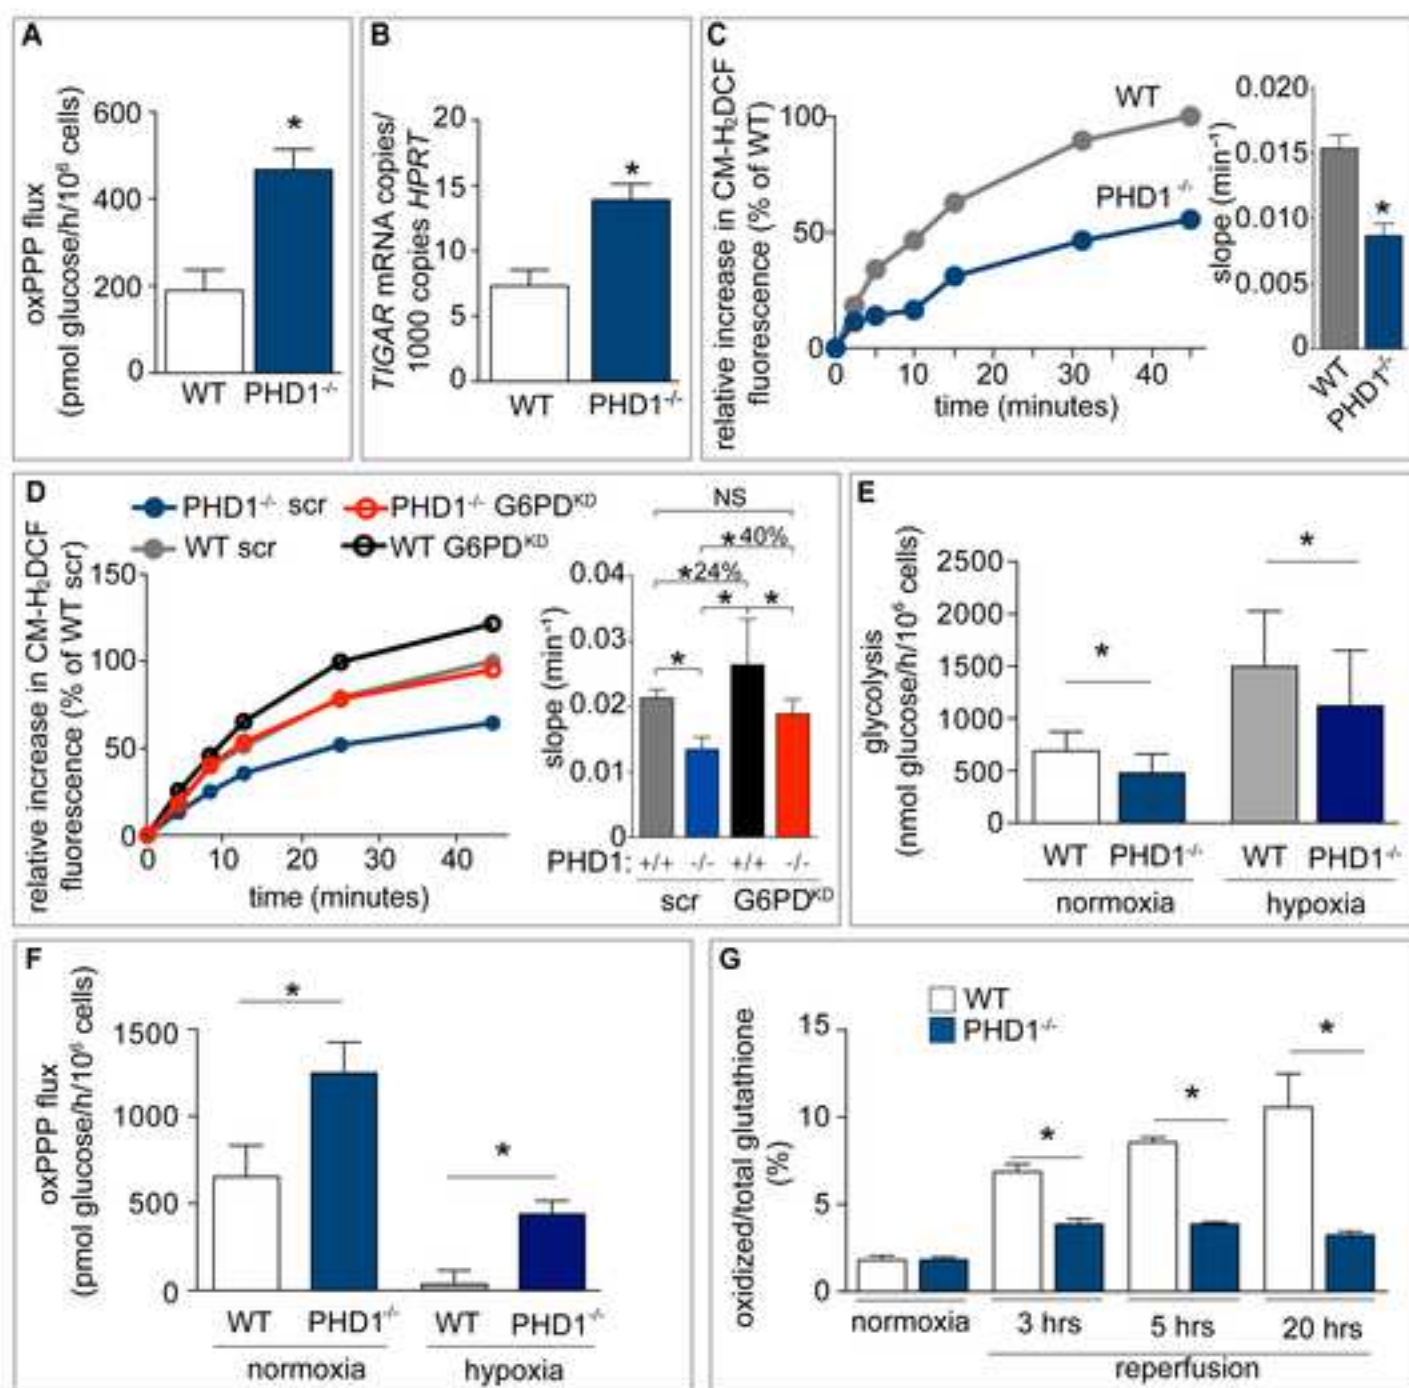 A
oxPPP flux
(pmol glucose/h/10⁶ cells)
600
400
200
0
*
WT PHD1⁻/⁻
B
TIGAR mRNA copies/
1000 copies HPRT
20
15
10
5
0
*
WT PHD1⁻/⁻
C
relative increase in CM-H₂DCF
fluorescence (% of WT)
100
50
0
WT
PHD1⁻/⁻
0 10 20 30 40
time (minutes)
slope (min⁻¹)
0.020
0.015
0.010
0.005
0
*
WT
PHD1⁻/⁻
D
PHD1⁻/⁻ scr PHD1⁻/⁻ G6PDᴷᴰ
WT scr WT G6PDᴷᴰ
relative increase in CM-H₂DCF
fluorescence (% of WT scr)
150
100
50
0
0 10 20 30 40
time (minutes)
slope (min⁻¹)
0.04
0.03
0.02
0.01
0
NS
*40%
*24%
* *
*
PHD1: +/+ -/- +/+ -/-
scr G6PDᴷᴰ
E
glycolysis
(nmol glucose/h/10⁶ cells)
2500
2000
1500
1000
500
0
* *
WT PHD1⁻/⁻ WT PHD1⁻/⁻
normoxia hypoxia
F
oxPPP flux
(pmol glucose/h/10⁶ cells)
1500
1000
500
0
* *
WT PHD1⁻/⁻ WT PHD1⁻/⁻
normoxia hypoxia
G
WT
PHD1⁻/⁻
oxidized/total glutathione
(%)
15
10
5
0
* * *
normoxia 3 hrs 5 hrs 20 hrs
reperfusion